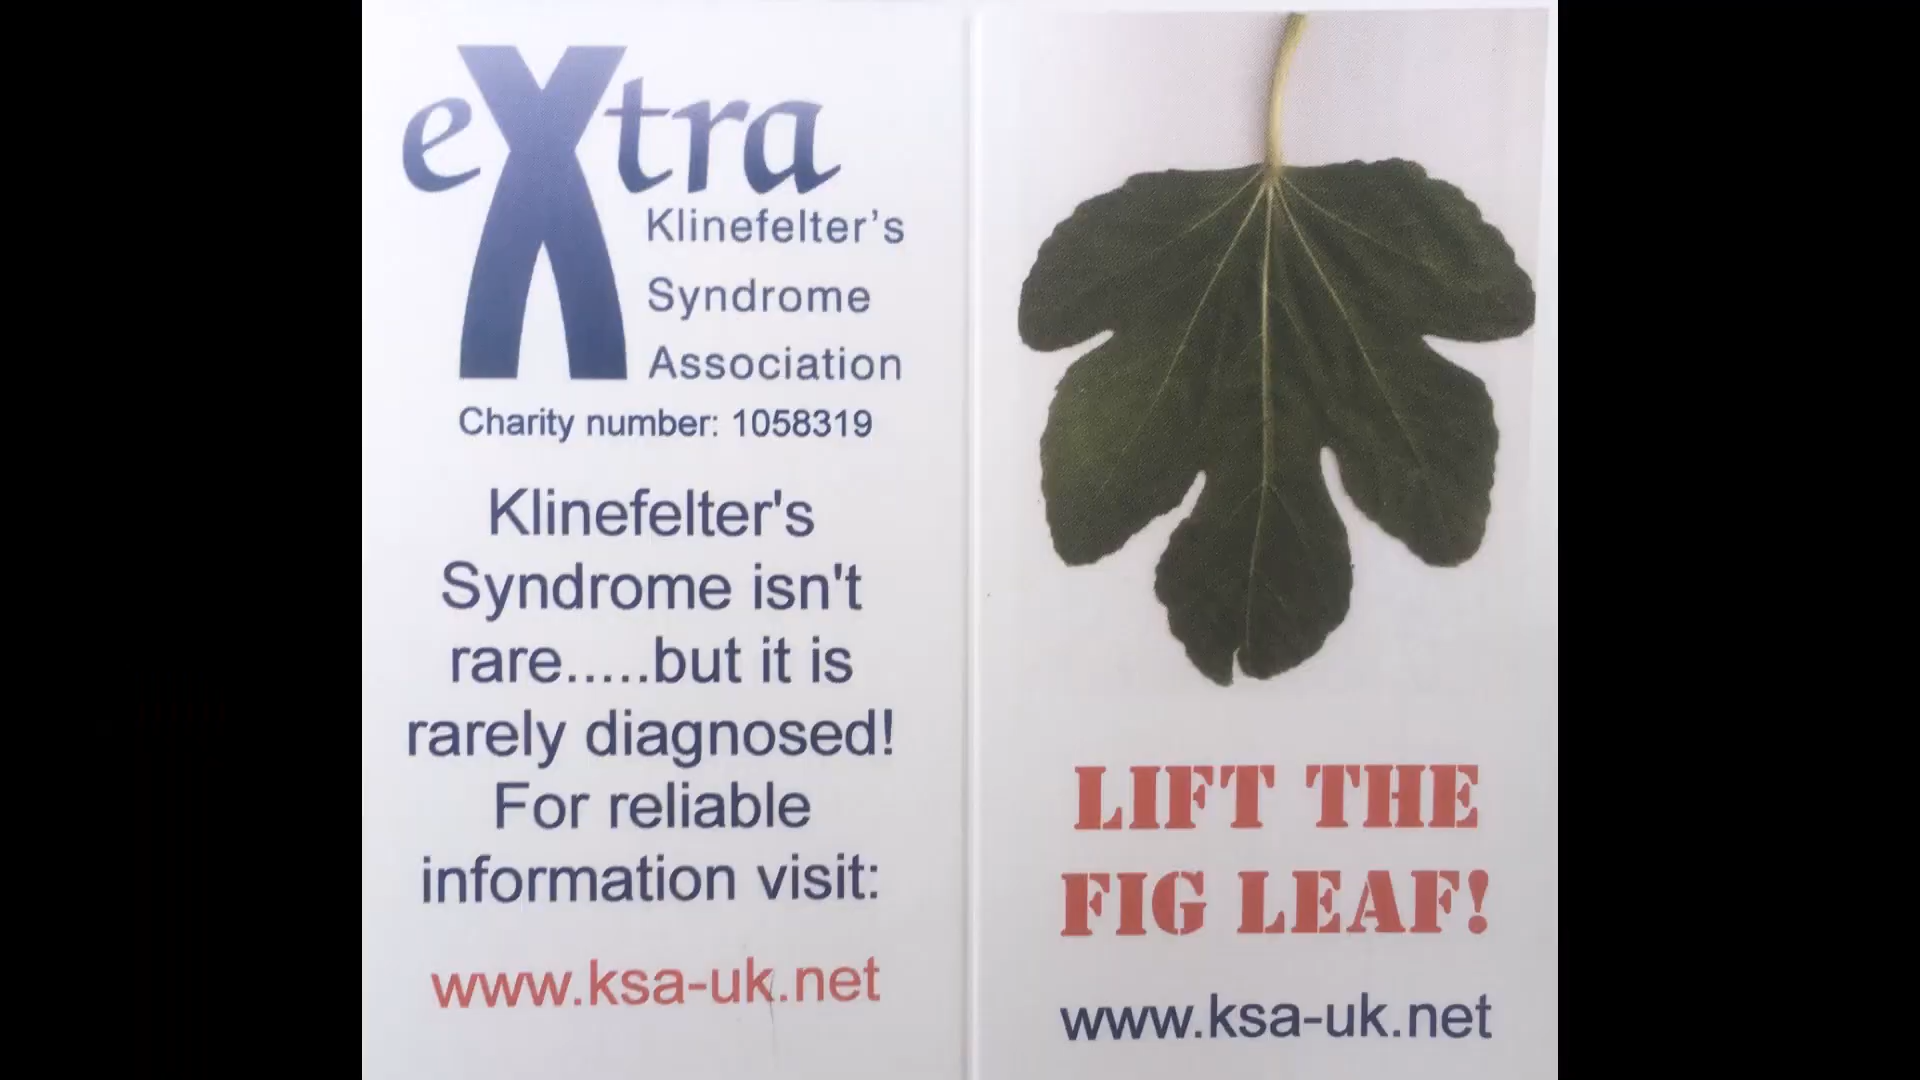 eXtra
Klinefelter's
Syndrome
Association
Charity number: 1058319
Klinefelter's
Syndrome isn't
rare.....but it is
rarely diagnosed!
For reliable
information visit:
www.ksa-uk.net
LIFT THE
FIG LEAF!
www.ksa-uk.net